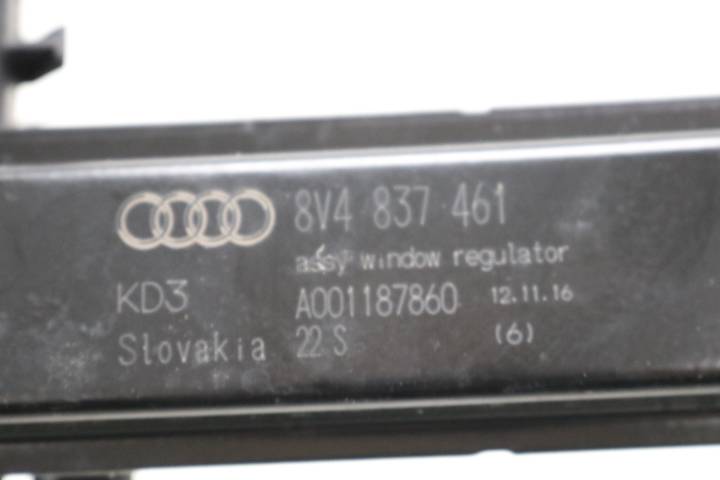 8V4 837 461
assy window regulator
KD3 A001187860 12.11.16
Slovakia 22 S (6)